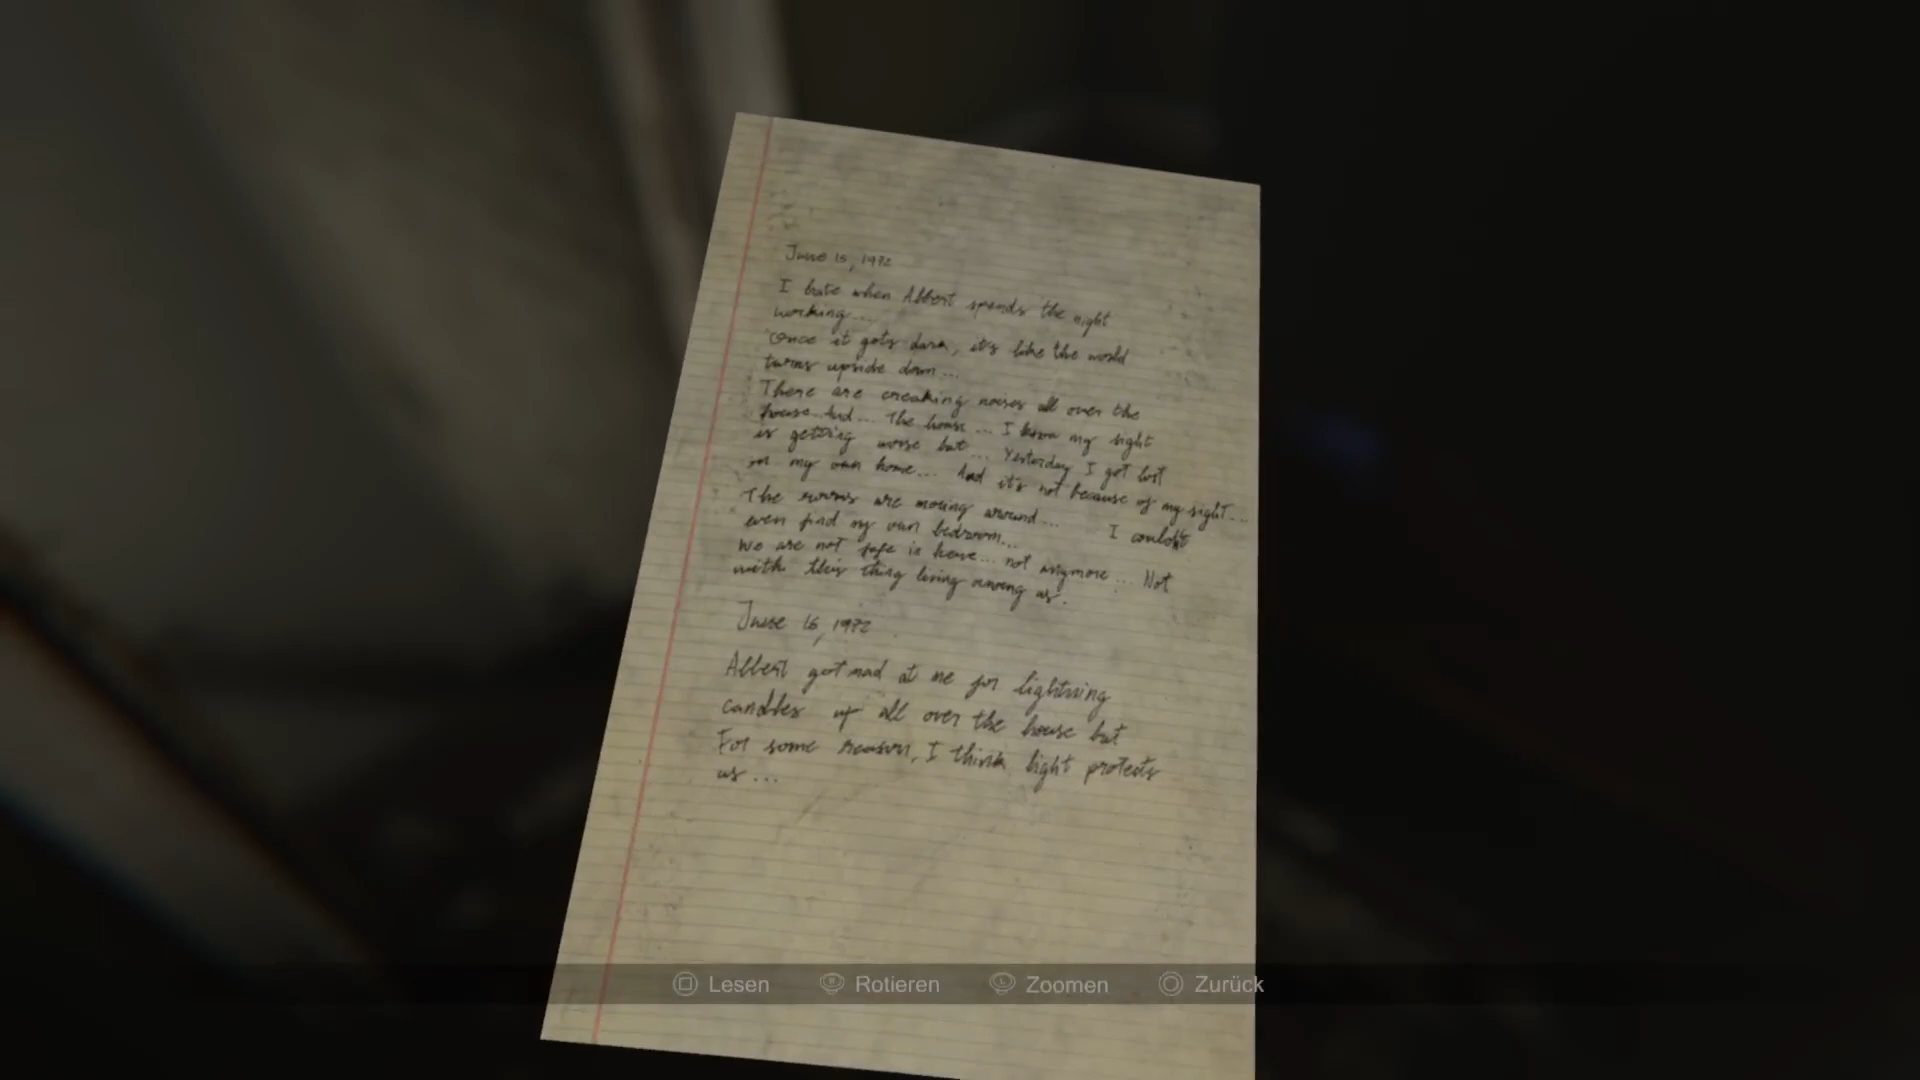 June 15, 1972
I hate when Albert spends the night
working...
Once it gets dark, it's like the world
turns upside down...
There are creaking noises all over the
house And... The house... I know my sight
is getting worse but... Yesterday I got lost
in my own home... And it's not because of my sight...
The rooms are moving around... I couldn't
even find my own bedroom...
We are not safe in here... not anymore... Not
with this thing living among us.
June 16, 1972
Albert got mad at me for lightning
candles up all over the house but
For some reason, I think light protects
us...
Lesen Rotieren Zoomen Zurück